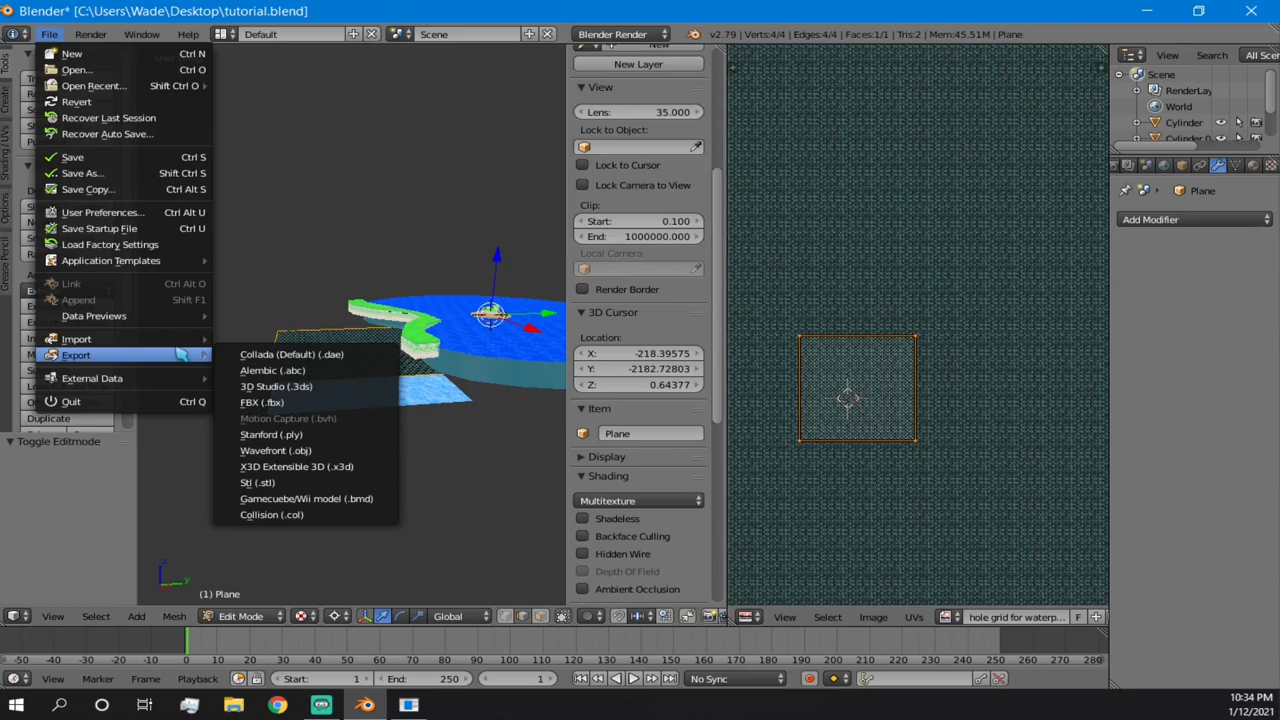 Blender* [C:\Users\Wade\Desktop\tutorial.blend]
File Render Window Help Default Scene Blender Render v2.79 | Verts:4/4 | Edges:4/4 | Faces:1/1 | Tris:2 | Mem:45.51M | Plane
New Ctrl N
Open... Ctrl O
Open Recent... Shift Ctrl O
Revert
Recover Last Session
Recover Auto Save...
Save Ctrl S
Save As... Shift Ctrl S
Save Copy... Ctrl Alt S
User Preferences... Ctrl Alt U
Save Startup File Ctrl U
Load Factory Settings
Application Templates
Link Ctrl Alt O
Append Shift F1
Data Previews
Import
Export
External Data
Quit Ctrl Q
Duplicate
Toggle Editmode
Collada (Default) (.dae)
Alembic (.abc)
3D Studio (.3ds)
FBX (.fbx)
Motion Capture (.bvh)
Stanford (.ply)
Wavefront (.obj)
X3D Extensible 3D (.x3d)
Stl (.stl)
Gamecuebe/Wii model (.bmd)
Collision (.col)
Tools
Create
Shading / UVs
Options
Grease Pencil
(1) Plane
New
New Layer
View
Lens: 35.000
Lock to Object:
Lock to Cursor
Lock Camera to View
Clip:
Start: 0.100
End: 1000000.000
Local Camera:
Render Border
3D Cursor
Location:
X: -218.39575
Y: -2182.72803
Z: 0.64377
Item
Plane
Display
Shading
Multitexture
Shadeless
Backface Culling
Hidden Wire
Depth Of Field
Ambient Occlusion
View Search All Scen
Scene
RenderLay
World
Cylinder
Cylinder
Plane
Add Modifier
View Select Add Mesh Edit Mode Global
View Select Image UVs hole grid for waterp... F
-50 -40 -30 -20 -10 0 10 20 30 40 50 60 70 80 90 100 110 120 130 140 150 160 170 180 190 200 210 220 230 240 250 260 270 280
View Marker Frame Playback Start: 1 End: 250 1 No Sync
10:34 PM
1/12/2021